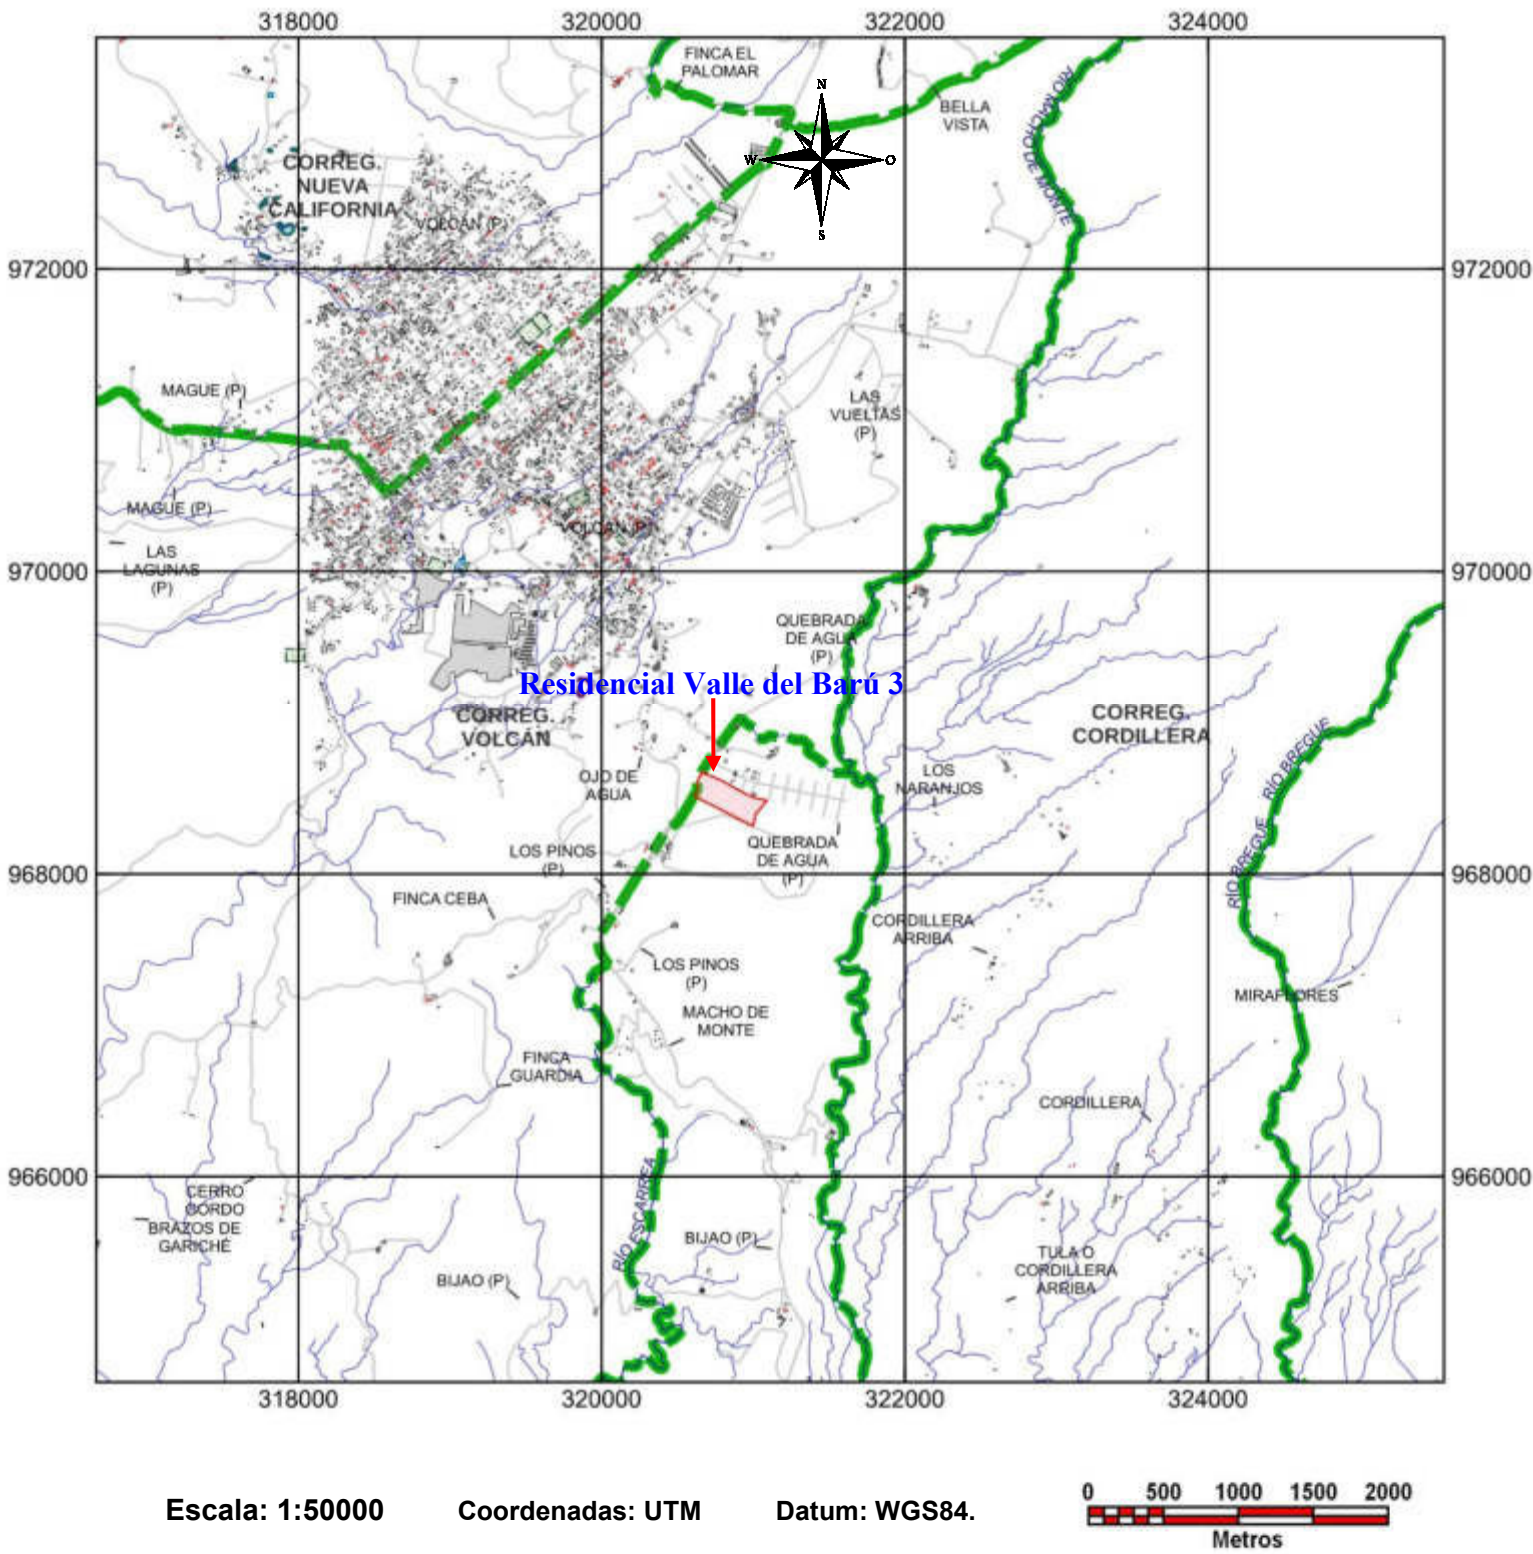 318000 320000 322000 324000
FINCA EL
PALOMAR
N
BELLA
VISTA
RÍO MACHO DE MONTE
W O
S
CORREG.
NUEVA
CALIFORNIA
VOLCÁN (P)
972000 972000
MAGUE (P)
LAS
VUELTAS
(P)
MAGUE (P)
VOLCÁN (P)
LAS
LAGUNAS
(P)
970000 970000
QUEBRADA
DE AGUA
(P)
Residencial Valle del Barú 3
CORREG.
VOLCÁN
CORREG.
CORDILLERA
RÍO BREGUE
OJO DE
AGUA
LOS
NARANJOS
LOS PINOS
(P)
QUEBRADA
DE AGUA
(P)
RÍO BREGUE
968000 968000
FINCA CEBA
CORDILLERA
ARRIBA
LOS PINOS
(P)
MIRAFLORES
MACHO DE
MONTE
FINCA
GUARDIA
CORDILLERA
966000 966000
CERRO
GORDO
BRAZOS DE
GARICHÉ
RÍO ESCARREA
BIJAO (P)
TULA O
CORDILLERA
ARRIBA
BIJAO (P)
318000 320000 322000 324000
Escala: 1:50000 Coordenadas: UTM Datum: WGS84.
0 500 1000 1500 2000
Metros